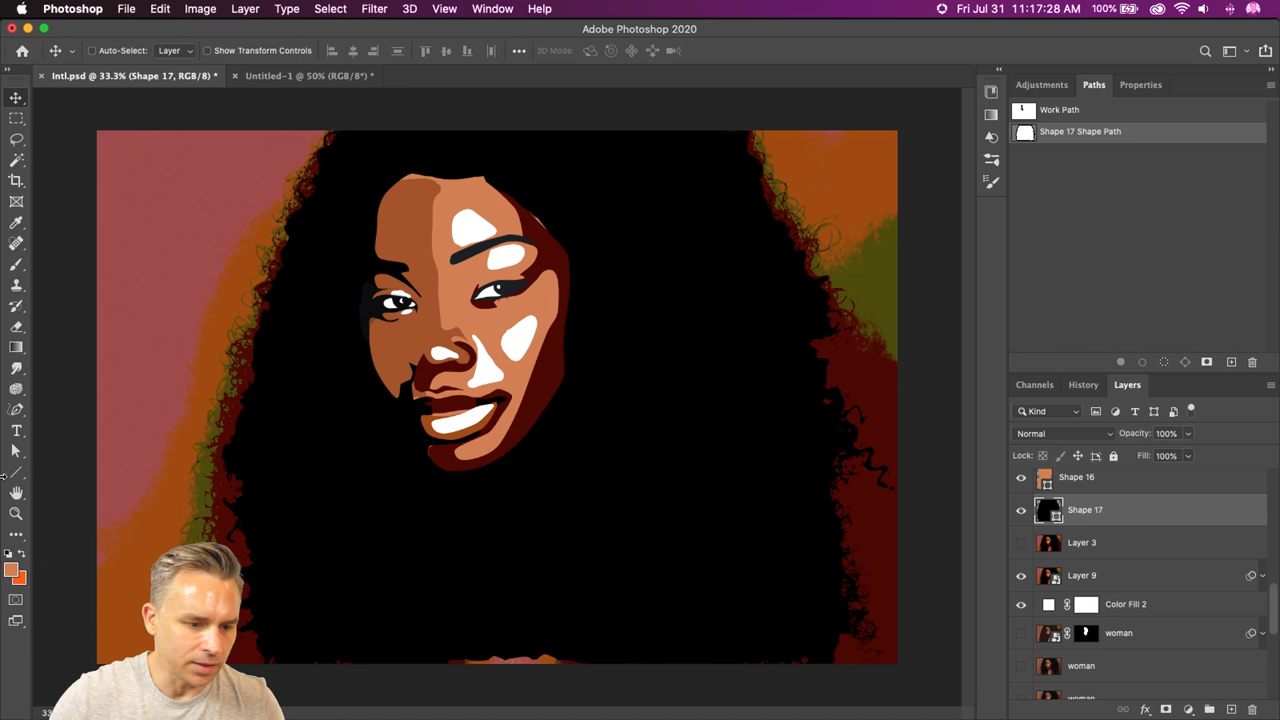 Photoshop File Edit Image Layer Type Select Filter 3D View Window Help Fri Jul 31 11:17:28 AM 100%
Adobe Photoshop 2020
Auto-Select: Layer Show Transform Controls 3D Mode:
Intl.psd @ 33.3% (Shape 17, RGB/8) * Untitled-1 @ 50% (RGB/8*) *
Adjustments Paths Properties
Work Path
Shape 17 Shape Path
Channels History Layers
Kind
Normal Opacity: 100%
Lock: Fill: 100%
Shape 16
Shape 17
Layer 3
Layer 9
Color Fill 2
woman
woman
woman
33